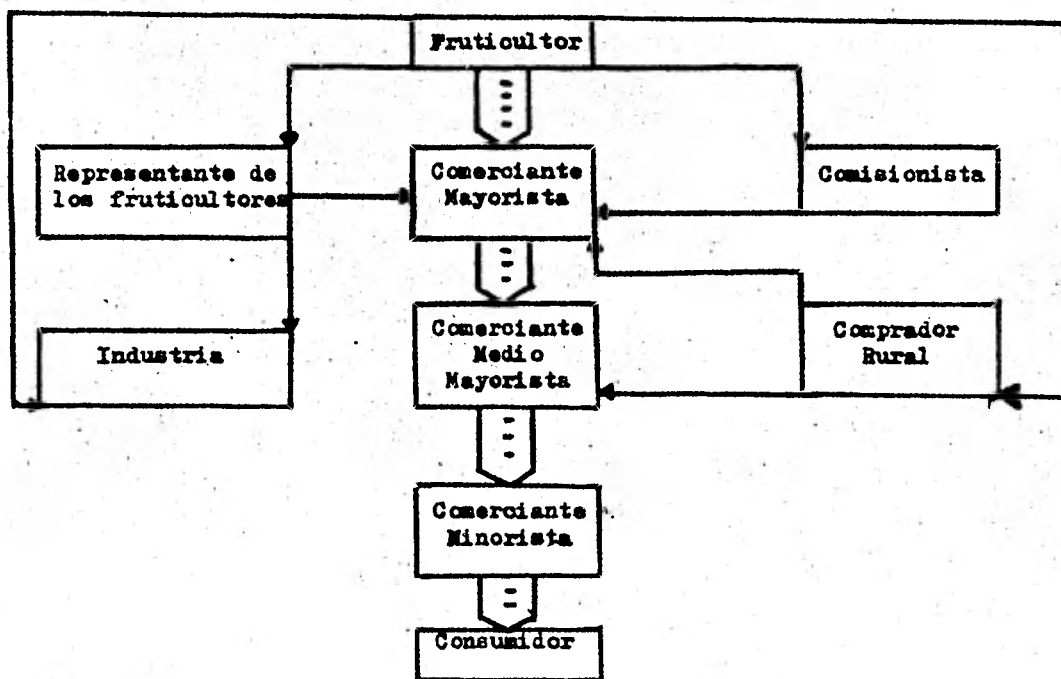 Fruticultor
Representante de
los fruticultores
Comerciante
Mayorista
Comisionista
Industria
Comerciante
Medio
Mayorista
Comprador
Rural
Comerciante
Minorista
Consumidor